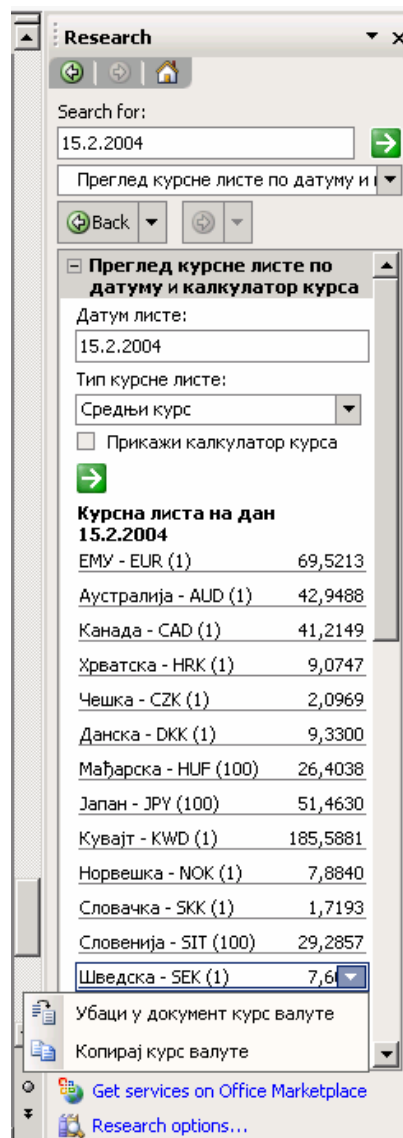 Research
Search for:
15.2.2004
Преглед курсне листе по датуму и
Back
Преглед курсне листе по
датуму и калкулатор курса
Датум листе:
15.2.2004
Тип курсне листе:
Средњи курс
Прикажи калкулатор курса
Курсна листа на дан
15.2.2004
ЕМУ - EUR (1) 69,5213
Аустралија - AUD (1) 42,9488
Канада - CAD (1) 41,2149
Хрватска - HRK (1) 9,0747
Чешка - CZK (1) 2,0969
Данска - DKK (1) 9,3300
Мађарска - HUF (100) 26,4038
Јапан - JPY (100) 51,4630
Кувајт - KWD (1) 185,5881
Норвешка - NOK (1) 7,8840
Словачка - SKK (1) 1,7193
Словенија - SIT (100) 29,2857
Шведска - SEK (1)
Убаци у документ курс валуте
Копирај курс валуте
Get services on Office Marketplace
Research options...